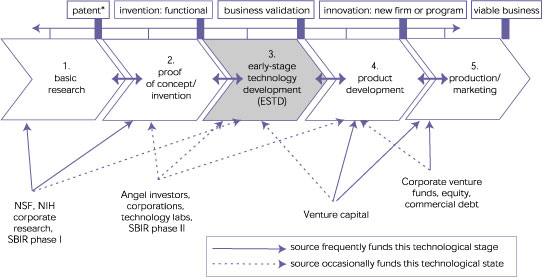 patent*
invention: functional
business validation
innovation: new firm or program
viable business
1.
basic
research
2.
proof
of concept/
invention
3.
early-stage
technology
development
(ESTD)
4.
product
development
5.
production/
marketing
NSF, NIH
corporate
research,
SBIR phase I
Angel investors,
corporations,
technology labs,
SBIR phase II
Venture capital
Corporate venture
funds, equity,
commercial debt
source frequently funds this technological stage
source occasionally funds this technological state